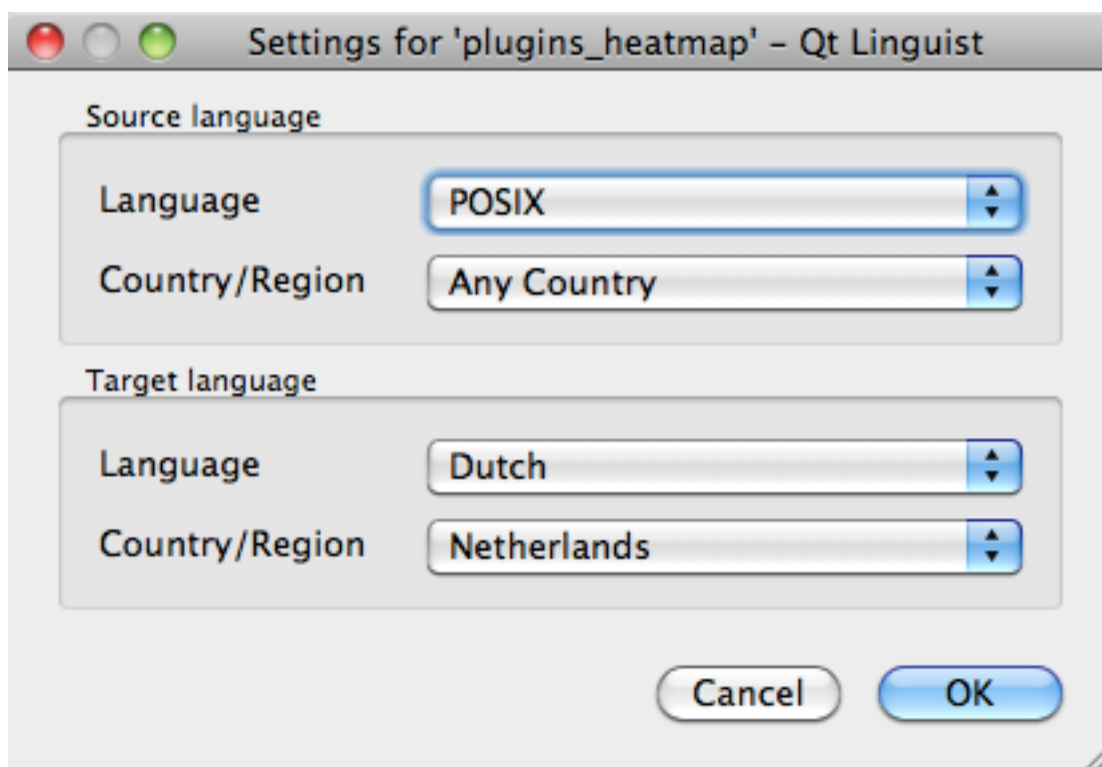 Settings for 'plugins_heatmap' – Qt Linguist
Source language
Language POSIX
Country/Region Any Country
Target language
Language Dutch
Country/Region Netherlands
Cancel OK